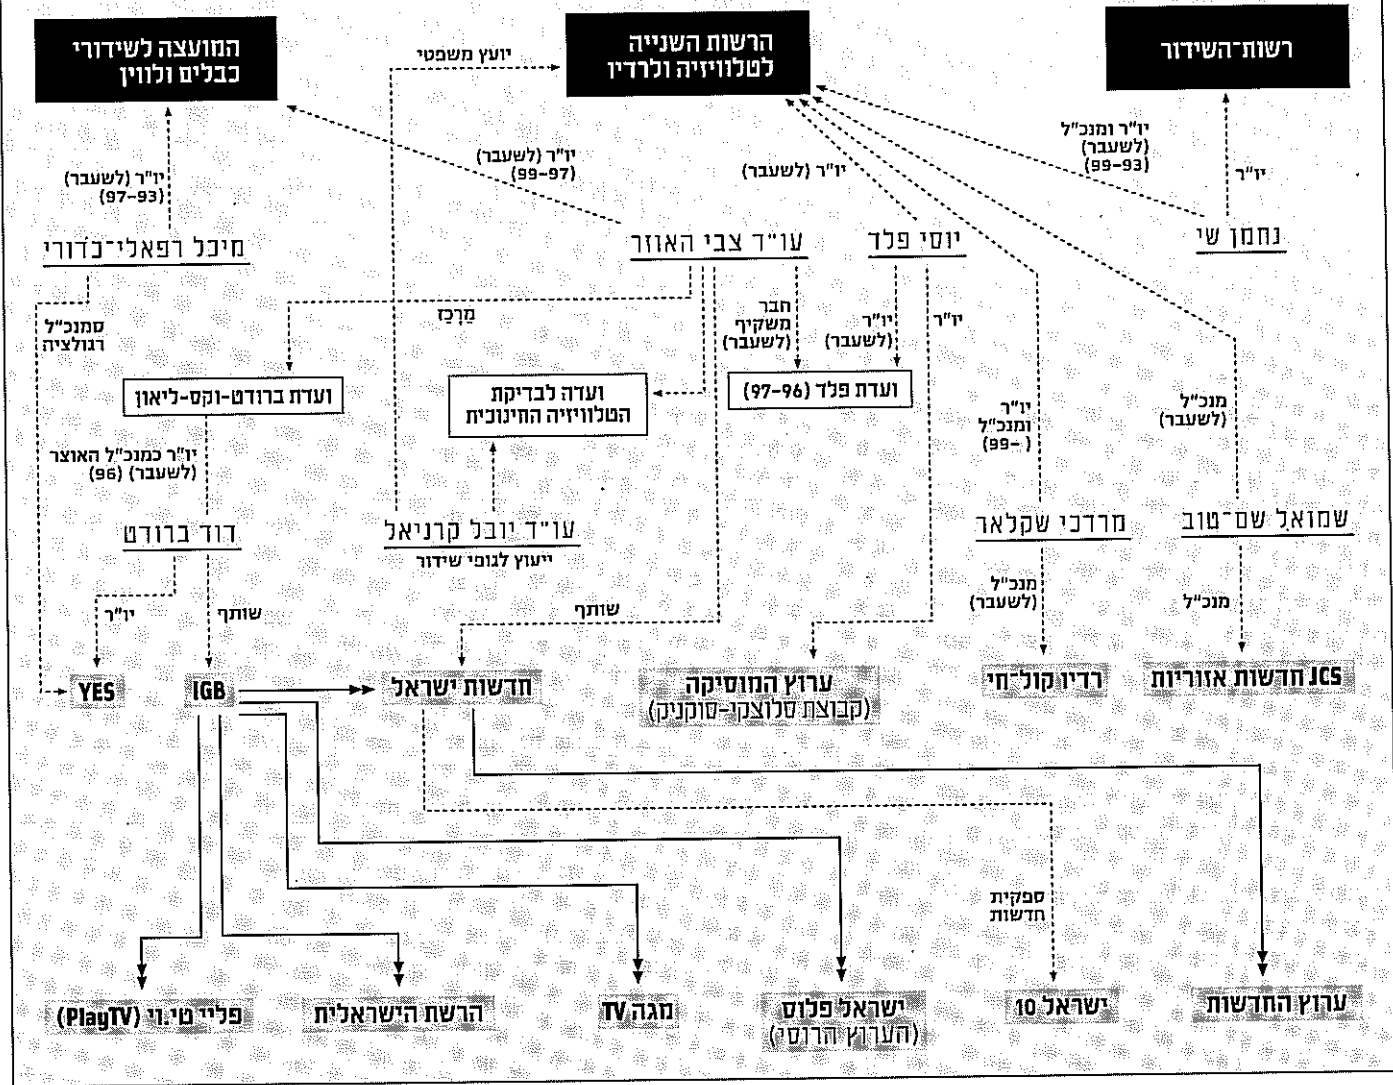 רשות־השידור
הרשות השנייה
לטלוויזיה ולרדיו
המועצה לשידורי
כבלים ולווין
יועץ משפטי
יו"ר
יו"ר ומנכ"ל
(לשעבר)
(99-93)
יו"ר (לשעבר)
יו"ר (לשעבר)
(99-97)
יו"ר (לשעבר)
(97-93)
נחמן שי
יוסי פלד
עו"ד צבי האוזר
מיכל רפאלי־כדורי
יו"ר
יו"ר
(לשעבר)
חבר
משקיף
(לשעבר)
מְרַכֵּז
סמנכ"ל
רגולציה
ועדת פלד (97-96)
ועדה לבדיקת
הטלוויזיה החינוכית
ועדת ברודט-וקס-ליאון
מנכ"ל
(לשעבר)
יו"ר
ומנכ"ל
(99- )
יו"ר כמנכ"ל האוצר
(לשעבר) (96)
שמואל שם־טוב
מרדכי שקלאר
עו"ד יובל קרניאל
ייעוץ לגופי שידור
דוד ברודט
מנכ"ל
מנכ"ל
(לשעבר)
שותף
שותף
יו"ר
JCS חדשות אזוריות
רדיו קול־חי
ערוץ המוסיקה
(קבוצת סלוצקי-סוקניק)
חדשות ישראל
IGB
YES
ספקית
חדשות
ערוץ החדשות
ישראל 10
ישראל פלוס
(הערוץ הרוסי)
מגה TV
הרשת הישראלית
פליי טי.וי (PlayTV)